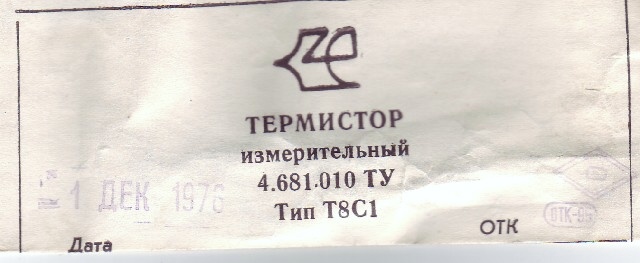 ТЕРМИСТОР
измерительный
4.681.010 ТУ
Тип Т8С1
1 ДЕК 1976
ОТК
Дата